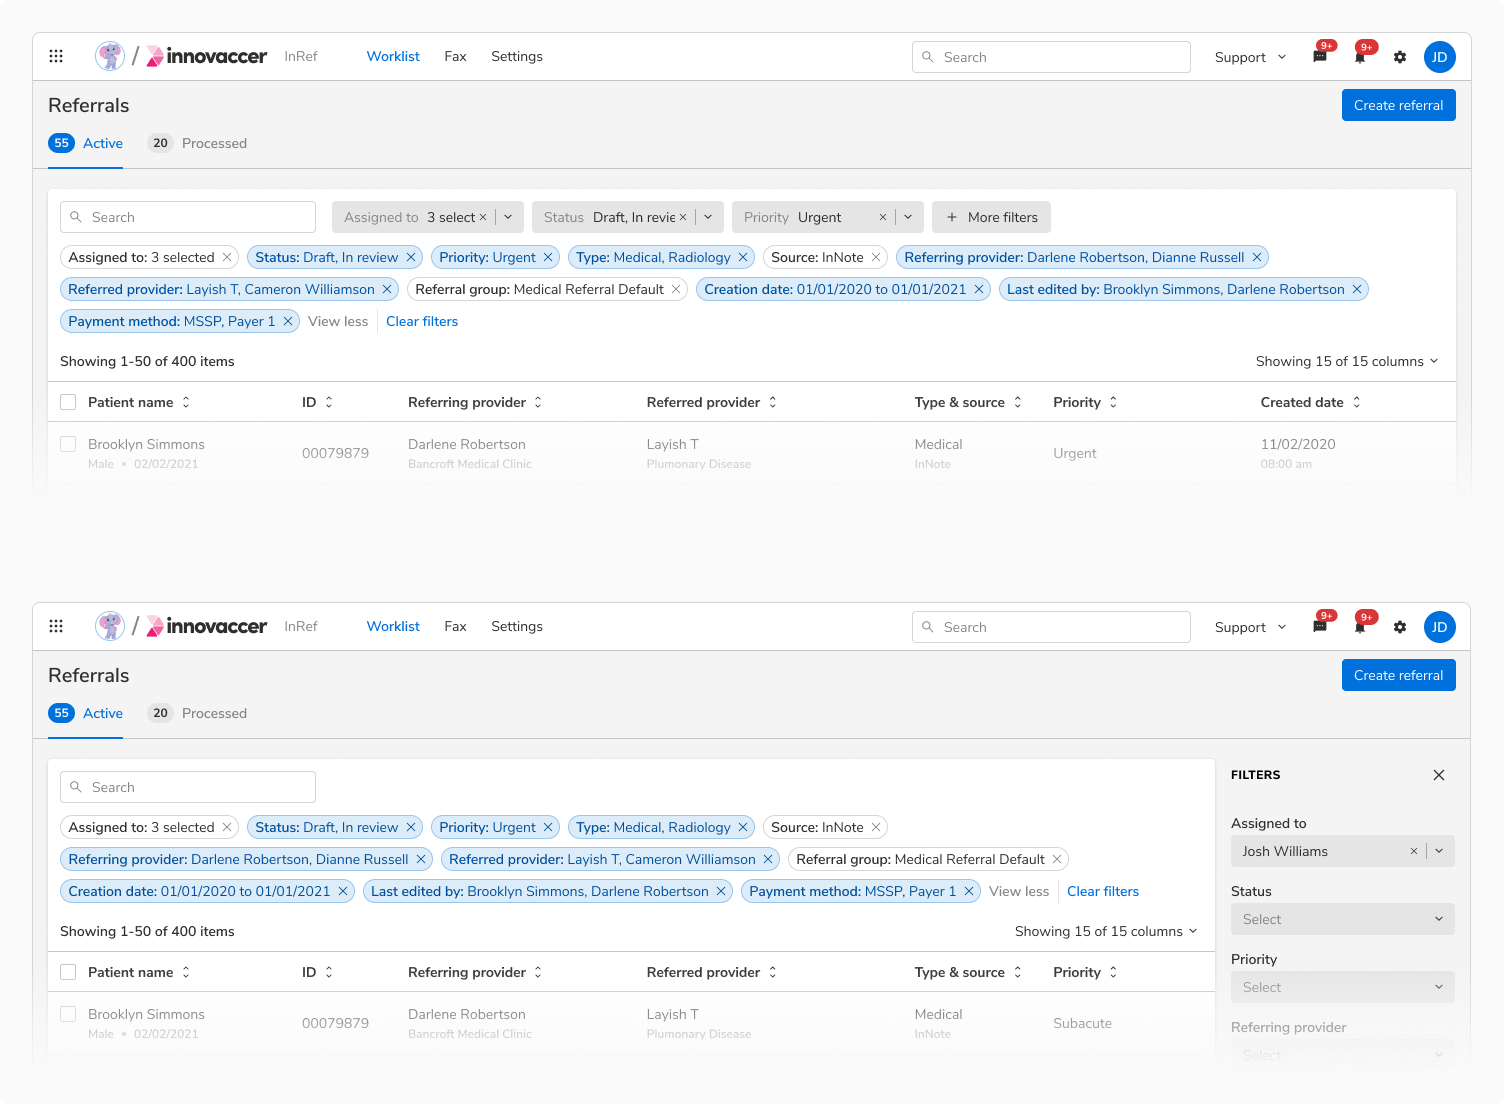 / innovaccer InRef Worklist Fax Settings Search Support 9+ 9+ JD
Referrals Create referral
55 Active 20 Processed
Search Assigned to 3 select Status Draft, In revie Priority Urgent More filters
Assigned to: 3 selected Status: Draft, In review Priority: Urgent Type: Medical, Radiology Source: InNote Referring provider: Darlene Robertson, Dianne Russell
Referred provider: Layish T, Cameron Williamson Referral group: Medical Referral Default Creation date: 01/01/2020 to 01/01/2021 Last edited by: Brooklyn Simmons, Darlene Robertson
Payment method: MSSP, Payer 1 View less Clear filters
Showing 1-50 of 400 items Showing 15 of 15 columns
Patient name ID Referring provider Referred provider Type & source Priority Created date
Brooklyn Simmons 00079879 Darlene Robertson Layish T Medical Urgent 11/02/2020
Male • 02/02/2021 Bancroft Medical Clinic Plumonary Disease InNote 08:00 am
/ innovaccer InRef Worklist Fax Settings Search Support 9+ 9+ JD
Referrals Create referral
55 Active 20 Processed
Search
Assigned to: 3 selected Status: Draft, In review Priority: Urgent Type: Medical, Radiology Source: InNote
Referring provider: Darlene Robertson, Dianne Russell Referred provider: Layish T, Cameron Williamson Referral group: Medical Referral Default
Creation date: 01/01/2020 to 01/01/2021 Last edited by: Brooklyn Simmons, Darlene Robertson Payment method: MSSP, Payer 1 View less Clear filters
Showing 1-50 of 400 items Showing 15 of 15 columns
Patient name ID Referring provider Referred provider Type & source Priority
Brooklyn Simmons 00079879 Darlene Robertson Layish T Medical Subacute
Male • 02/02/2021 Bancroft Medical Clinic Plumonary Disease InNote
FILTERS
Assigned to
Josh Williams
Status
Select
Priority
Select
Referring provider
Select